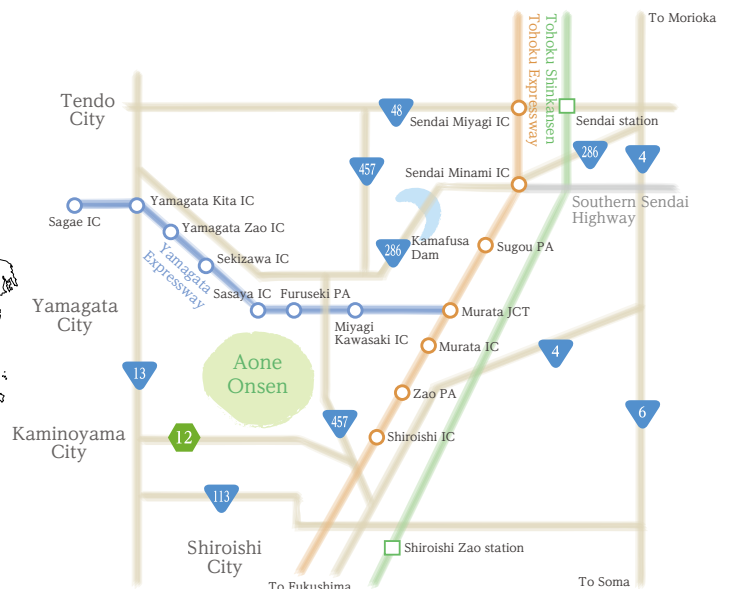 To Morioka
Tohoku Shinkansen
Tohoku Expressway
Tendo
City
48
Sendai Miyagi IC
Sendai station
286
4
457
Sendai Minami IC
Yamagata Kita IC
Sagae IC
Southern Sendai
Highway
Yamagata Zao IC
286
Kamafusa
Dam
Sugou PA
Sekizawa IC
Yamagata
Expressway
Sasaya IC
Furuseki PA
Yamagata
City
Miyagi
Kawasaki IC
Murata JCT
Murata IC
4
Aone
Onsen
13
Zao PA
6
457
Kaminoyama
City
12
Shiroishi IC
113
Shiroishi
City
Shiroishi Zao station
To Fukushima
To Soma